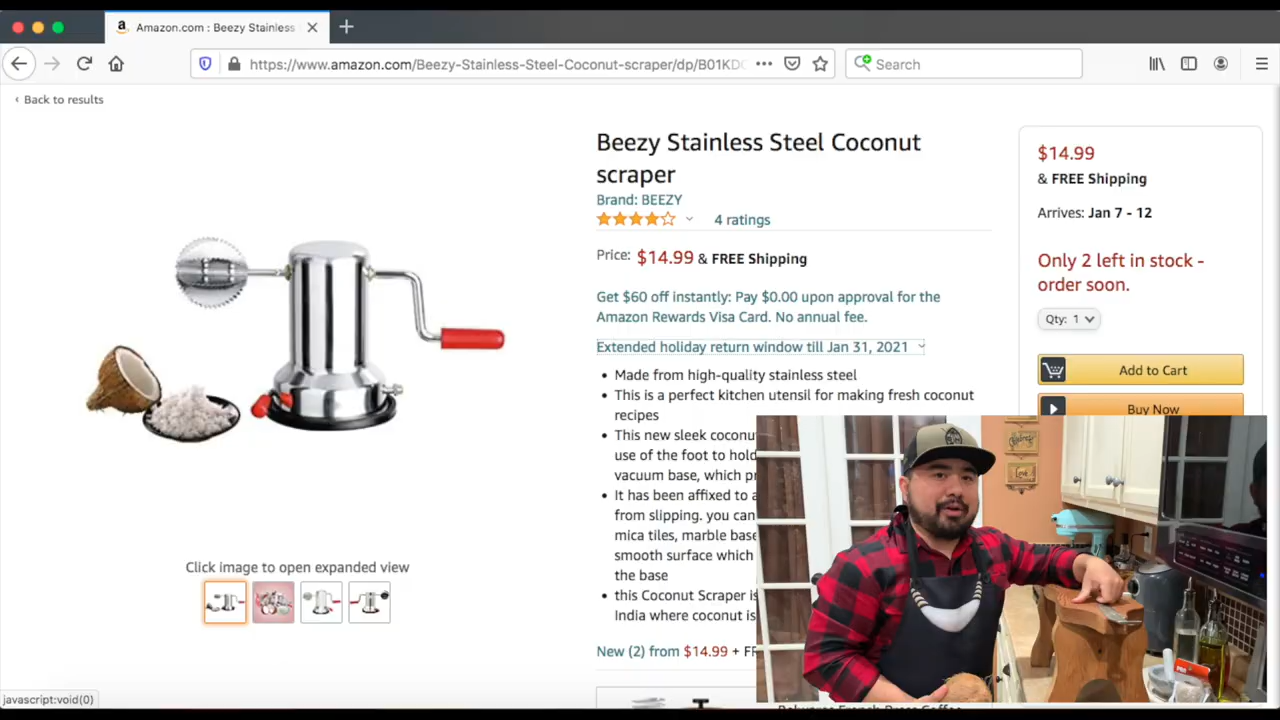 Amazon.com : Beezy Stainless
https://www.amazon.com/Beezy-Stainless-Steel-Coconut-scraper/dp/B01KD
Search
Back to results
Beezy Stainless Steel Coconut
scraper
Brand: BEEZY
4 ratings
Price: $14.99 & FREE Shipping
Get $60 off instantly: Pay $0.00 upon approval for the
Amazon Rewards Visa Card. No annual fee.
Extended holiday return window till Jan 31, 2021
• Made from high-quality stainless steel
• This is a perfect kitchen utensil for making fresh coconut
recipes
• This new sleek coconu
use of the foot to hold
vacuum base, which pr
• It has been affixed to a
from slipping. you can
mica tiles, marble base
smooth surface which
the base
• this Coconut Scraper is
India where coconut is
New (2) from $14.99 + FR
$14.99
& FREE Shipping
Arrives: Jan 7 - 12
Only 2 left in stock -
order soon.
Qty: 1
Add to Cart
Buy Now
Click image to open expanded view
javascript:void(0)